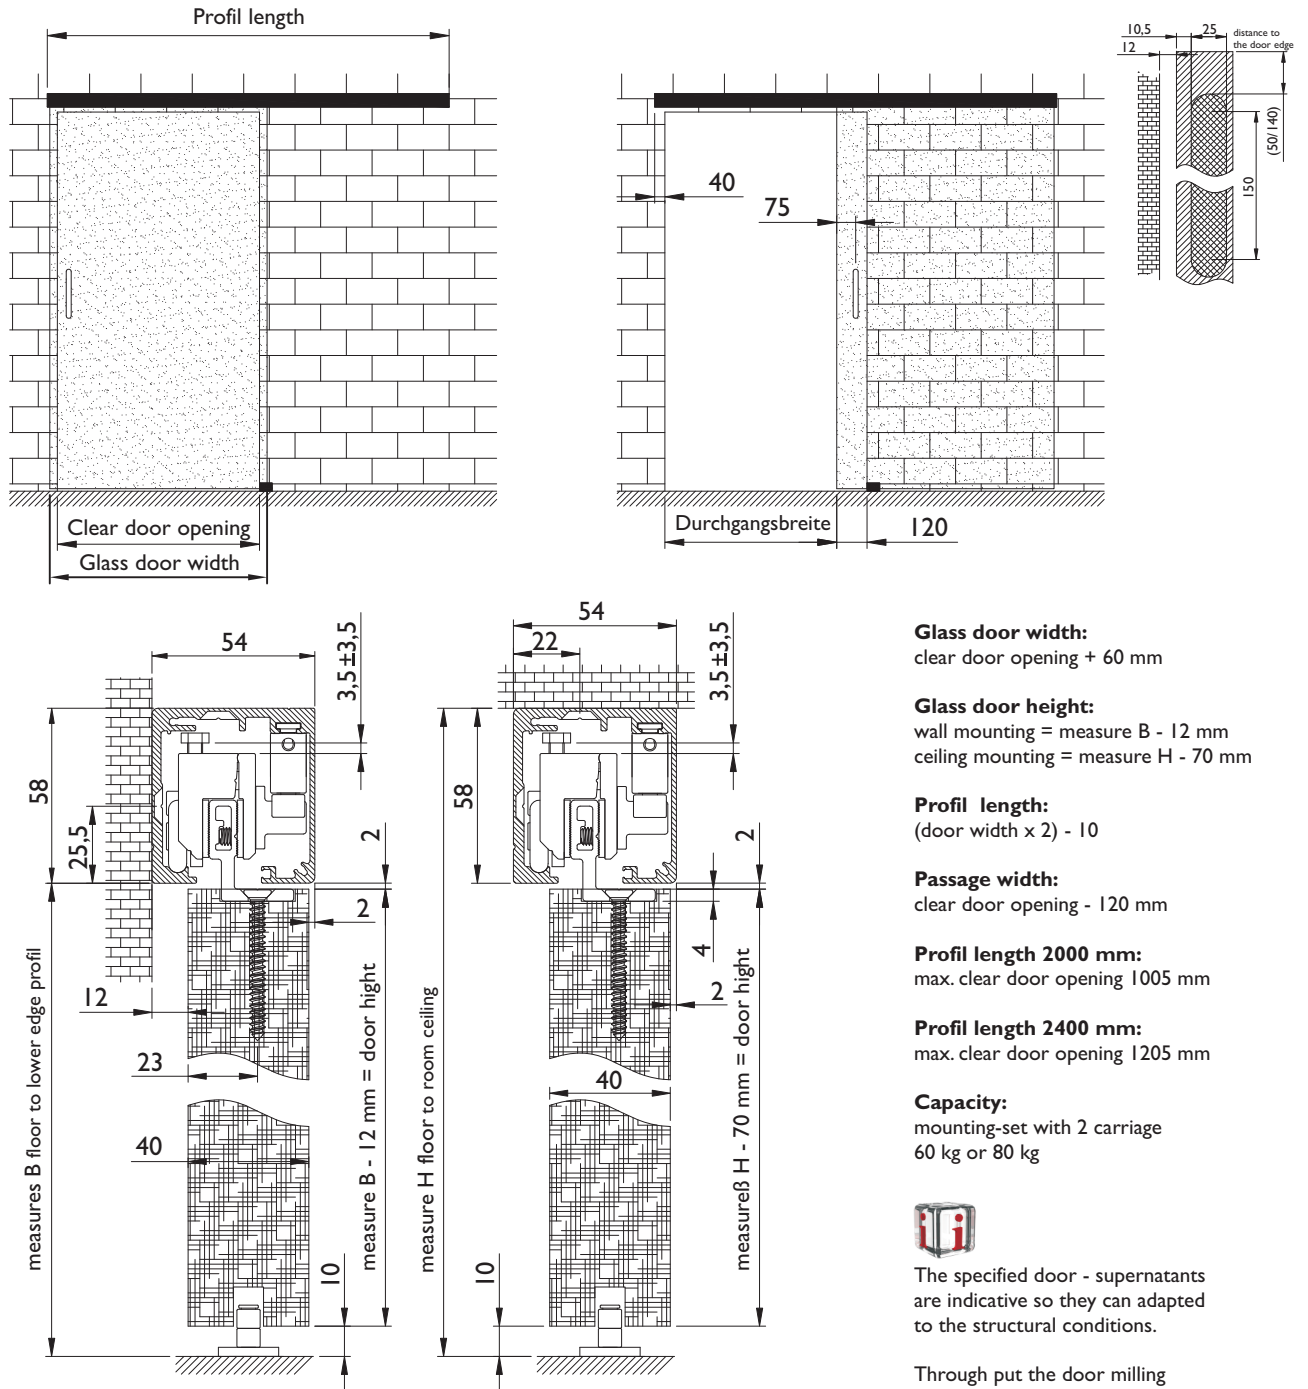 Profil length
10,5
25
distance to
the door edge
12
(50/140)
150
40
75
Clear door opening
Glass door width
Durchgangsbreite
120
54
3,5±3,5
58
25,5
2
2
12
23
40
10
measures B floor to lower edge profil
measure B - 12 mm = door hight
54
22
3,5±3,5
58
2
4
2
40
10
measure H floor to room ceiling
measureß H - 70 mm = door hight
Glass door width:
clear door opening + 60 mm
Glass door height:
wall mounting = measure B - 12 mm
ceiling mounting = measure H - 70 mm
Profil length:
(door width x 2) - 10
Passage width:
clear door opening - 120 mm
Profil length 2000 mm:
max. clear door opening 1005 mm
Profil length 2400 mm:
max. clear door opening 1205 mm
Capacity:
mounting-set with 2 carriage
60 kg or 80 kg
i i
The specified door - supernatants
are indicative so they can adapted
to the structural conditions.
Through put the door milling